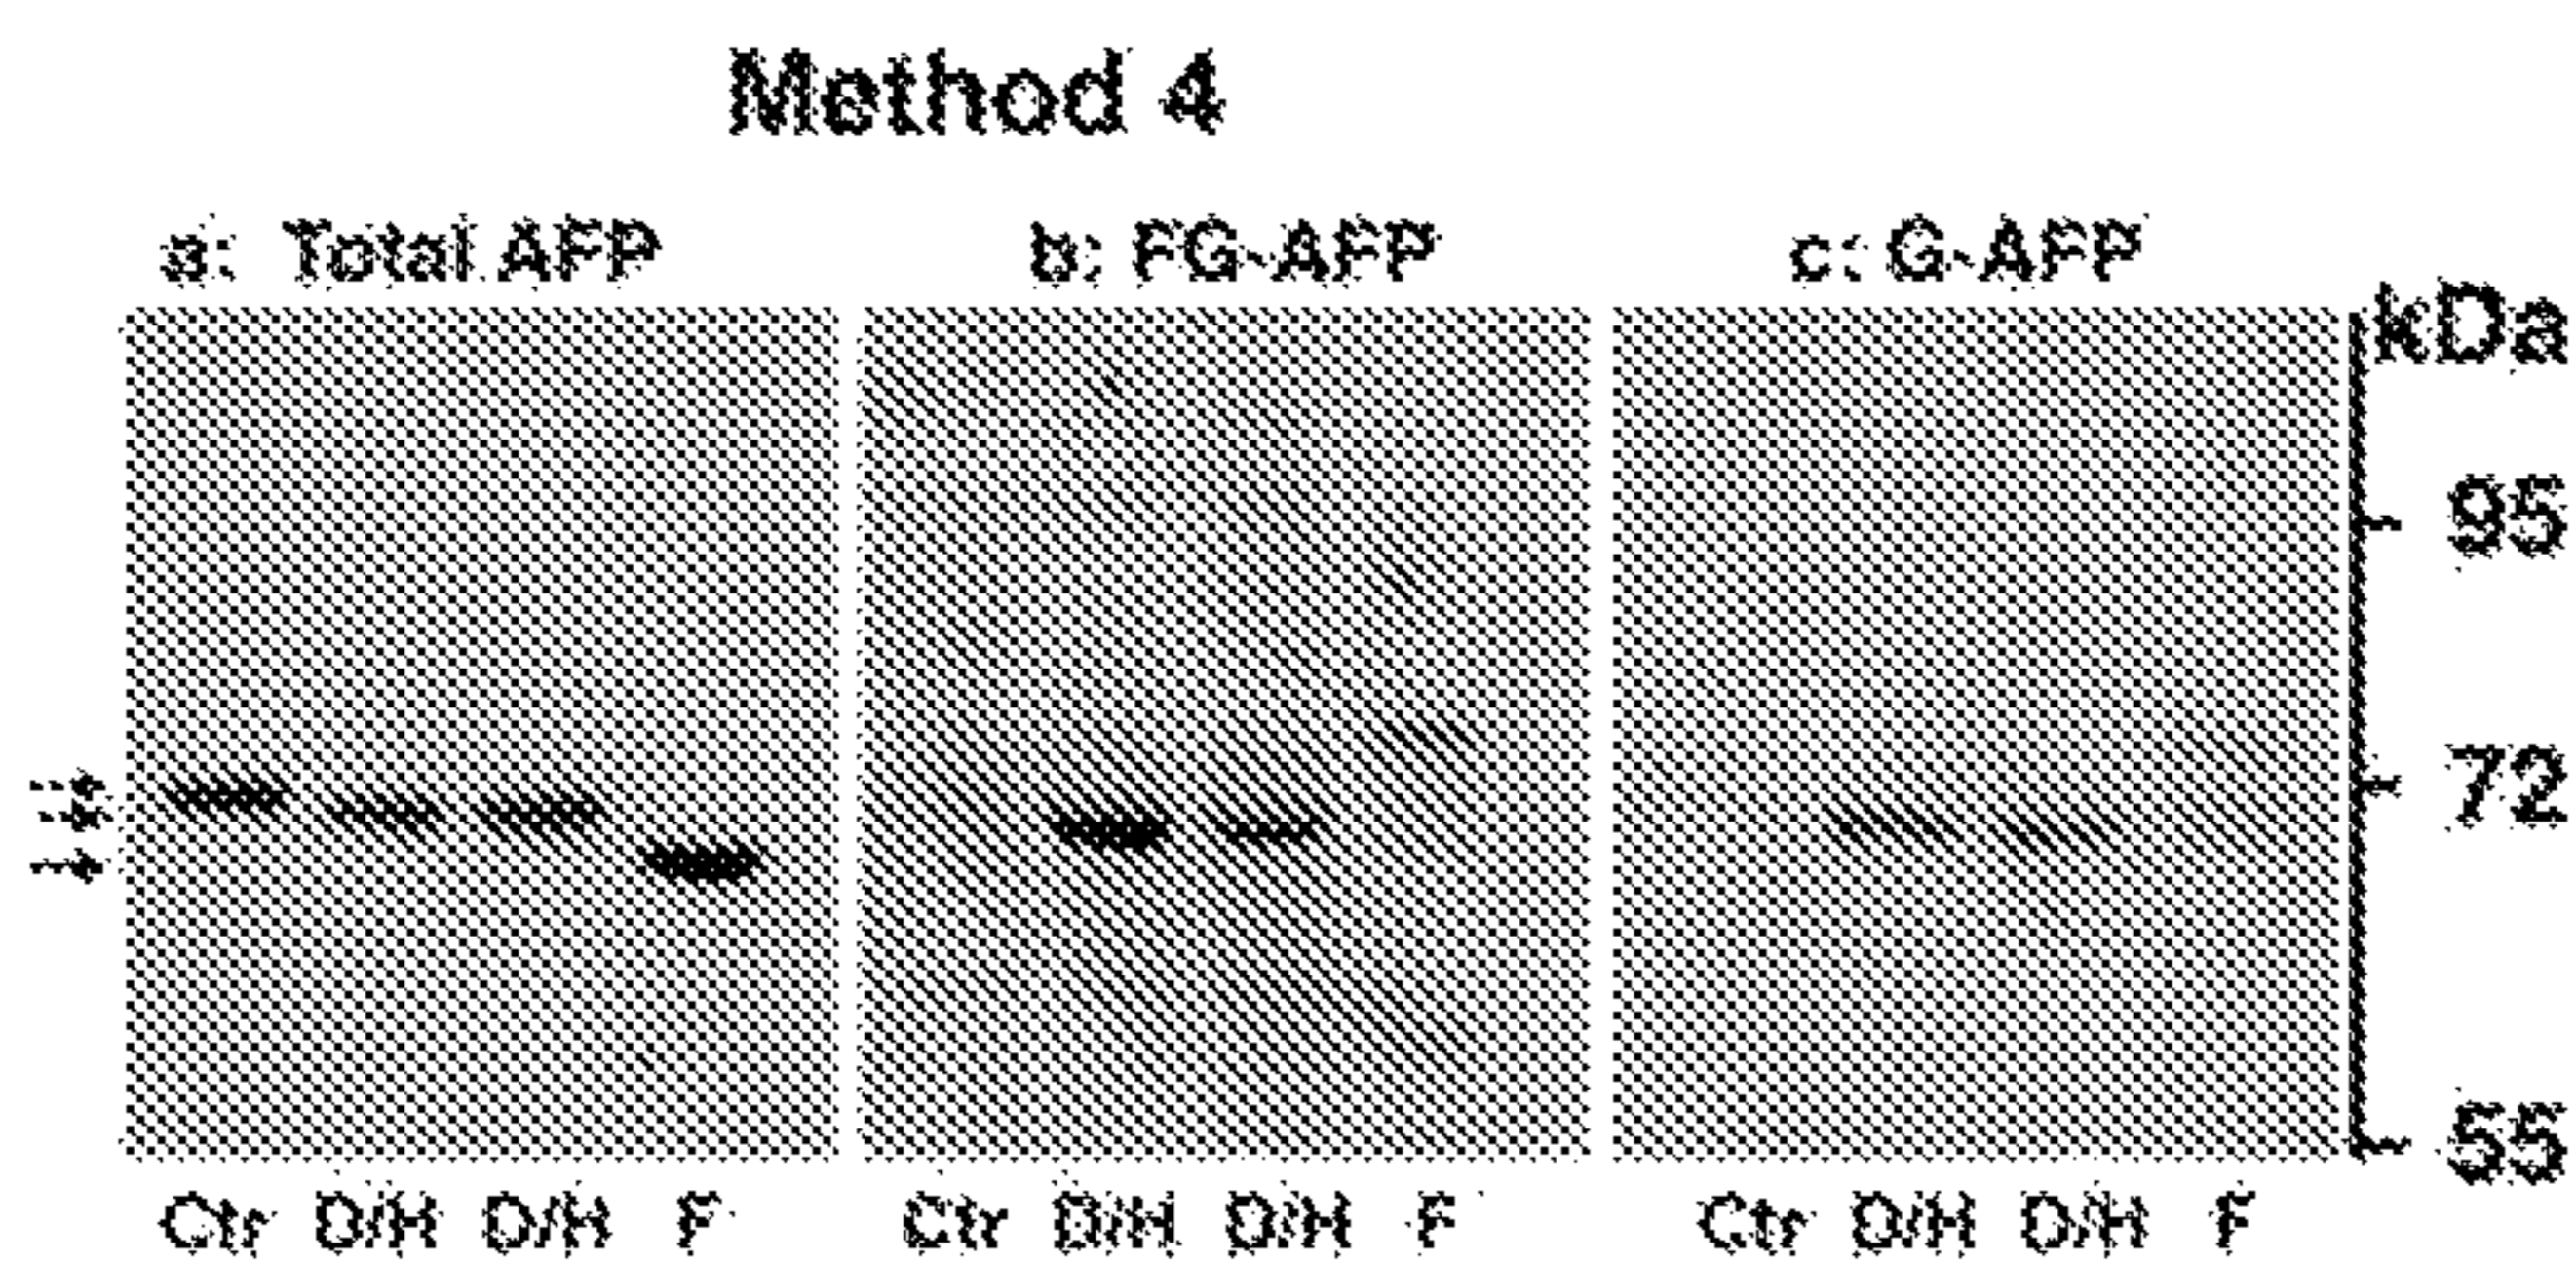 Method 4
a: Total AFP b: FG-AFP c: G-AFP
kDa
95
72
55
Ctr D/H D/H F Ctr D/H D/H F Ctr D/H D/H F